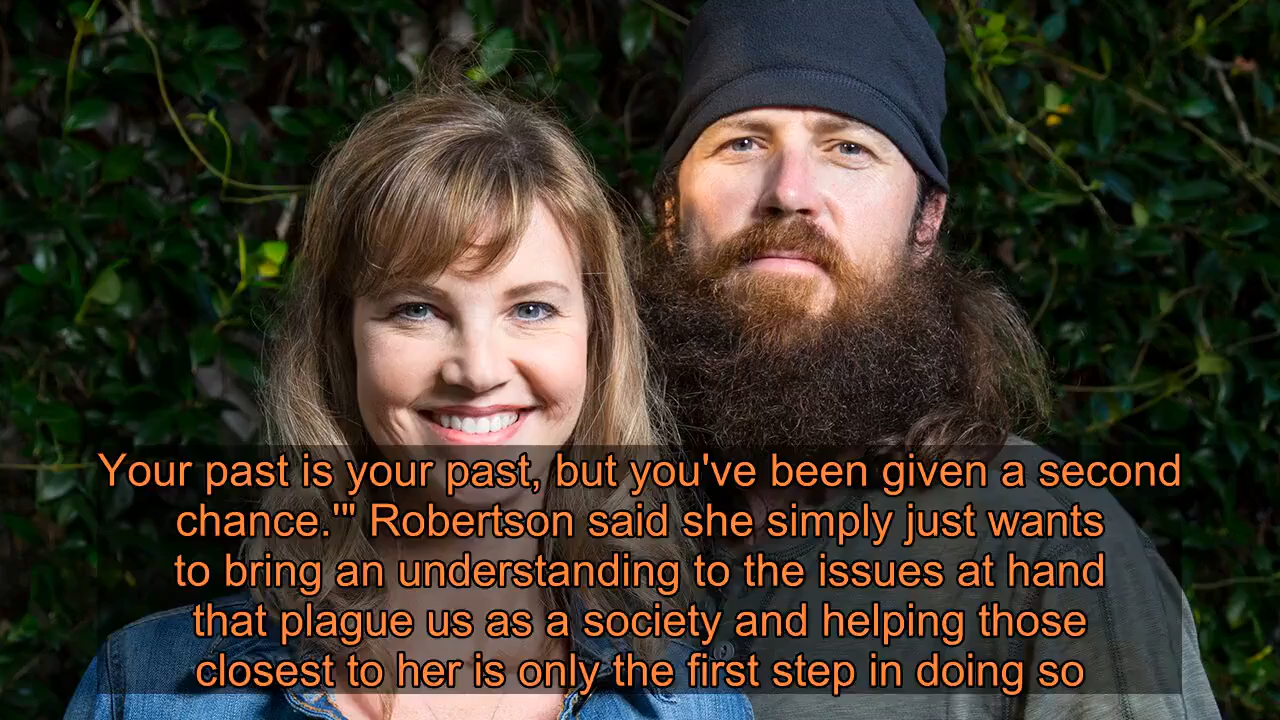 Your past is your past, but you've been given a second
chance.'" Robertson said she simply just wants
to bring an understanding to the issues at hand
that plague us as a society and helping those
closest to her is only the first step in doing so